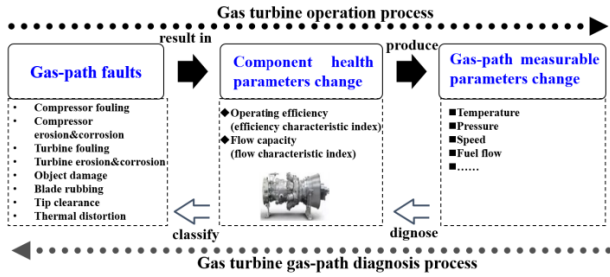 Gas turbine operation process
result in
produce
Gas-path faults
Component health
parameters change
Gas-path measurable
parameters change
• Compressor fouling
• Compressor
erosion&corrosion
• Turbine fouling
• Turbine erosion&corrosion
• Object damage
• Blade rubbing
• Tip clearance
• Thermal distortion
◆Operating efficiency
(efficiency characteristic index)
◆Flow capacity
(flow characteristic index)
■Temperature
■Pressure
■Speed
■Fuel flow
■……
classify
dignose
Gas turbine gas-path diagnosis process